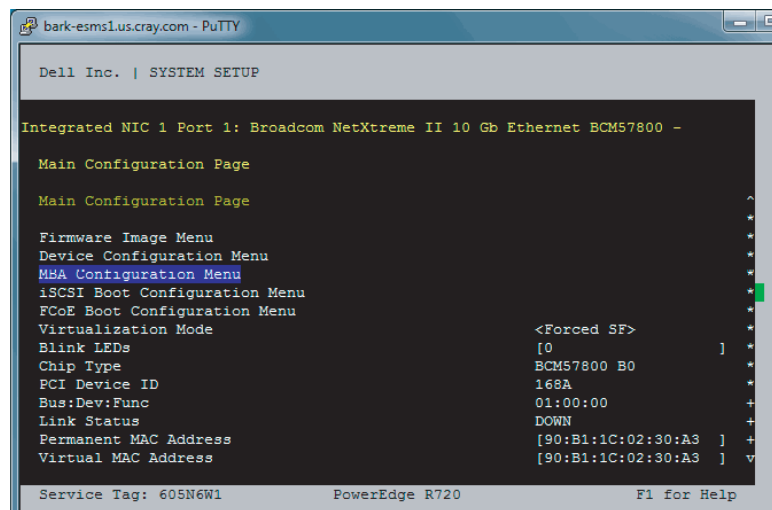 bark-esms1.us.cray.com - PuTTY
Dell Inc. | SYSTEM SETUP
Integrated NIC 1 Port 1: Broadcom NetXtreme II 10 Gb Ethernet BCM57800 -
Main Configuration Page
Main Configuration Page ^
*
Firmware Image Menu *
Device Configuration Menu *
MBA Configuration Menu *
iSCSI Boot Configuration Menu *
FCoE Boot Configuration Menu *
Virtualization Mode <Forced SF> *
Blink LEDs [0 ] *
Chip Type BCM57800 B0 *
PCI Device ID 168A *
Bus:Dev:Func 01:00:00 +
Link Status DOWN +
Permanent MAC Address [90:B1:1C:02:30:A3 ] +
Virtual MAC Address [90:B1:1C:02:30:A3 ] v
Service Tag: 605N6W1 PowerEdge R720 F1 for Help